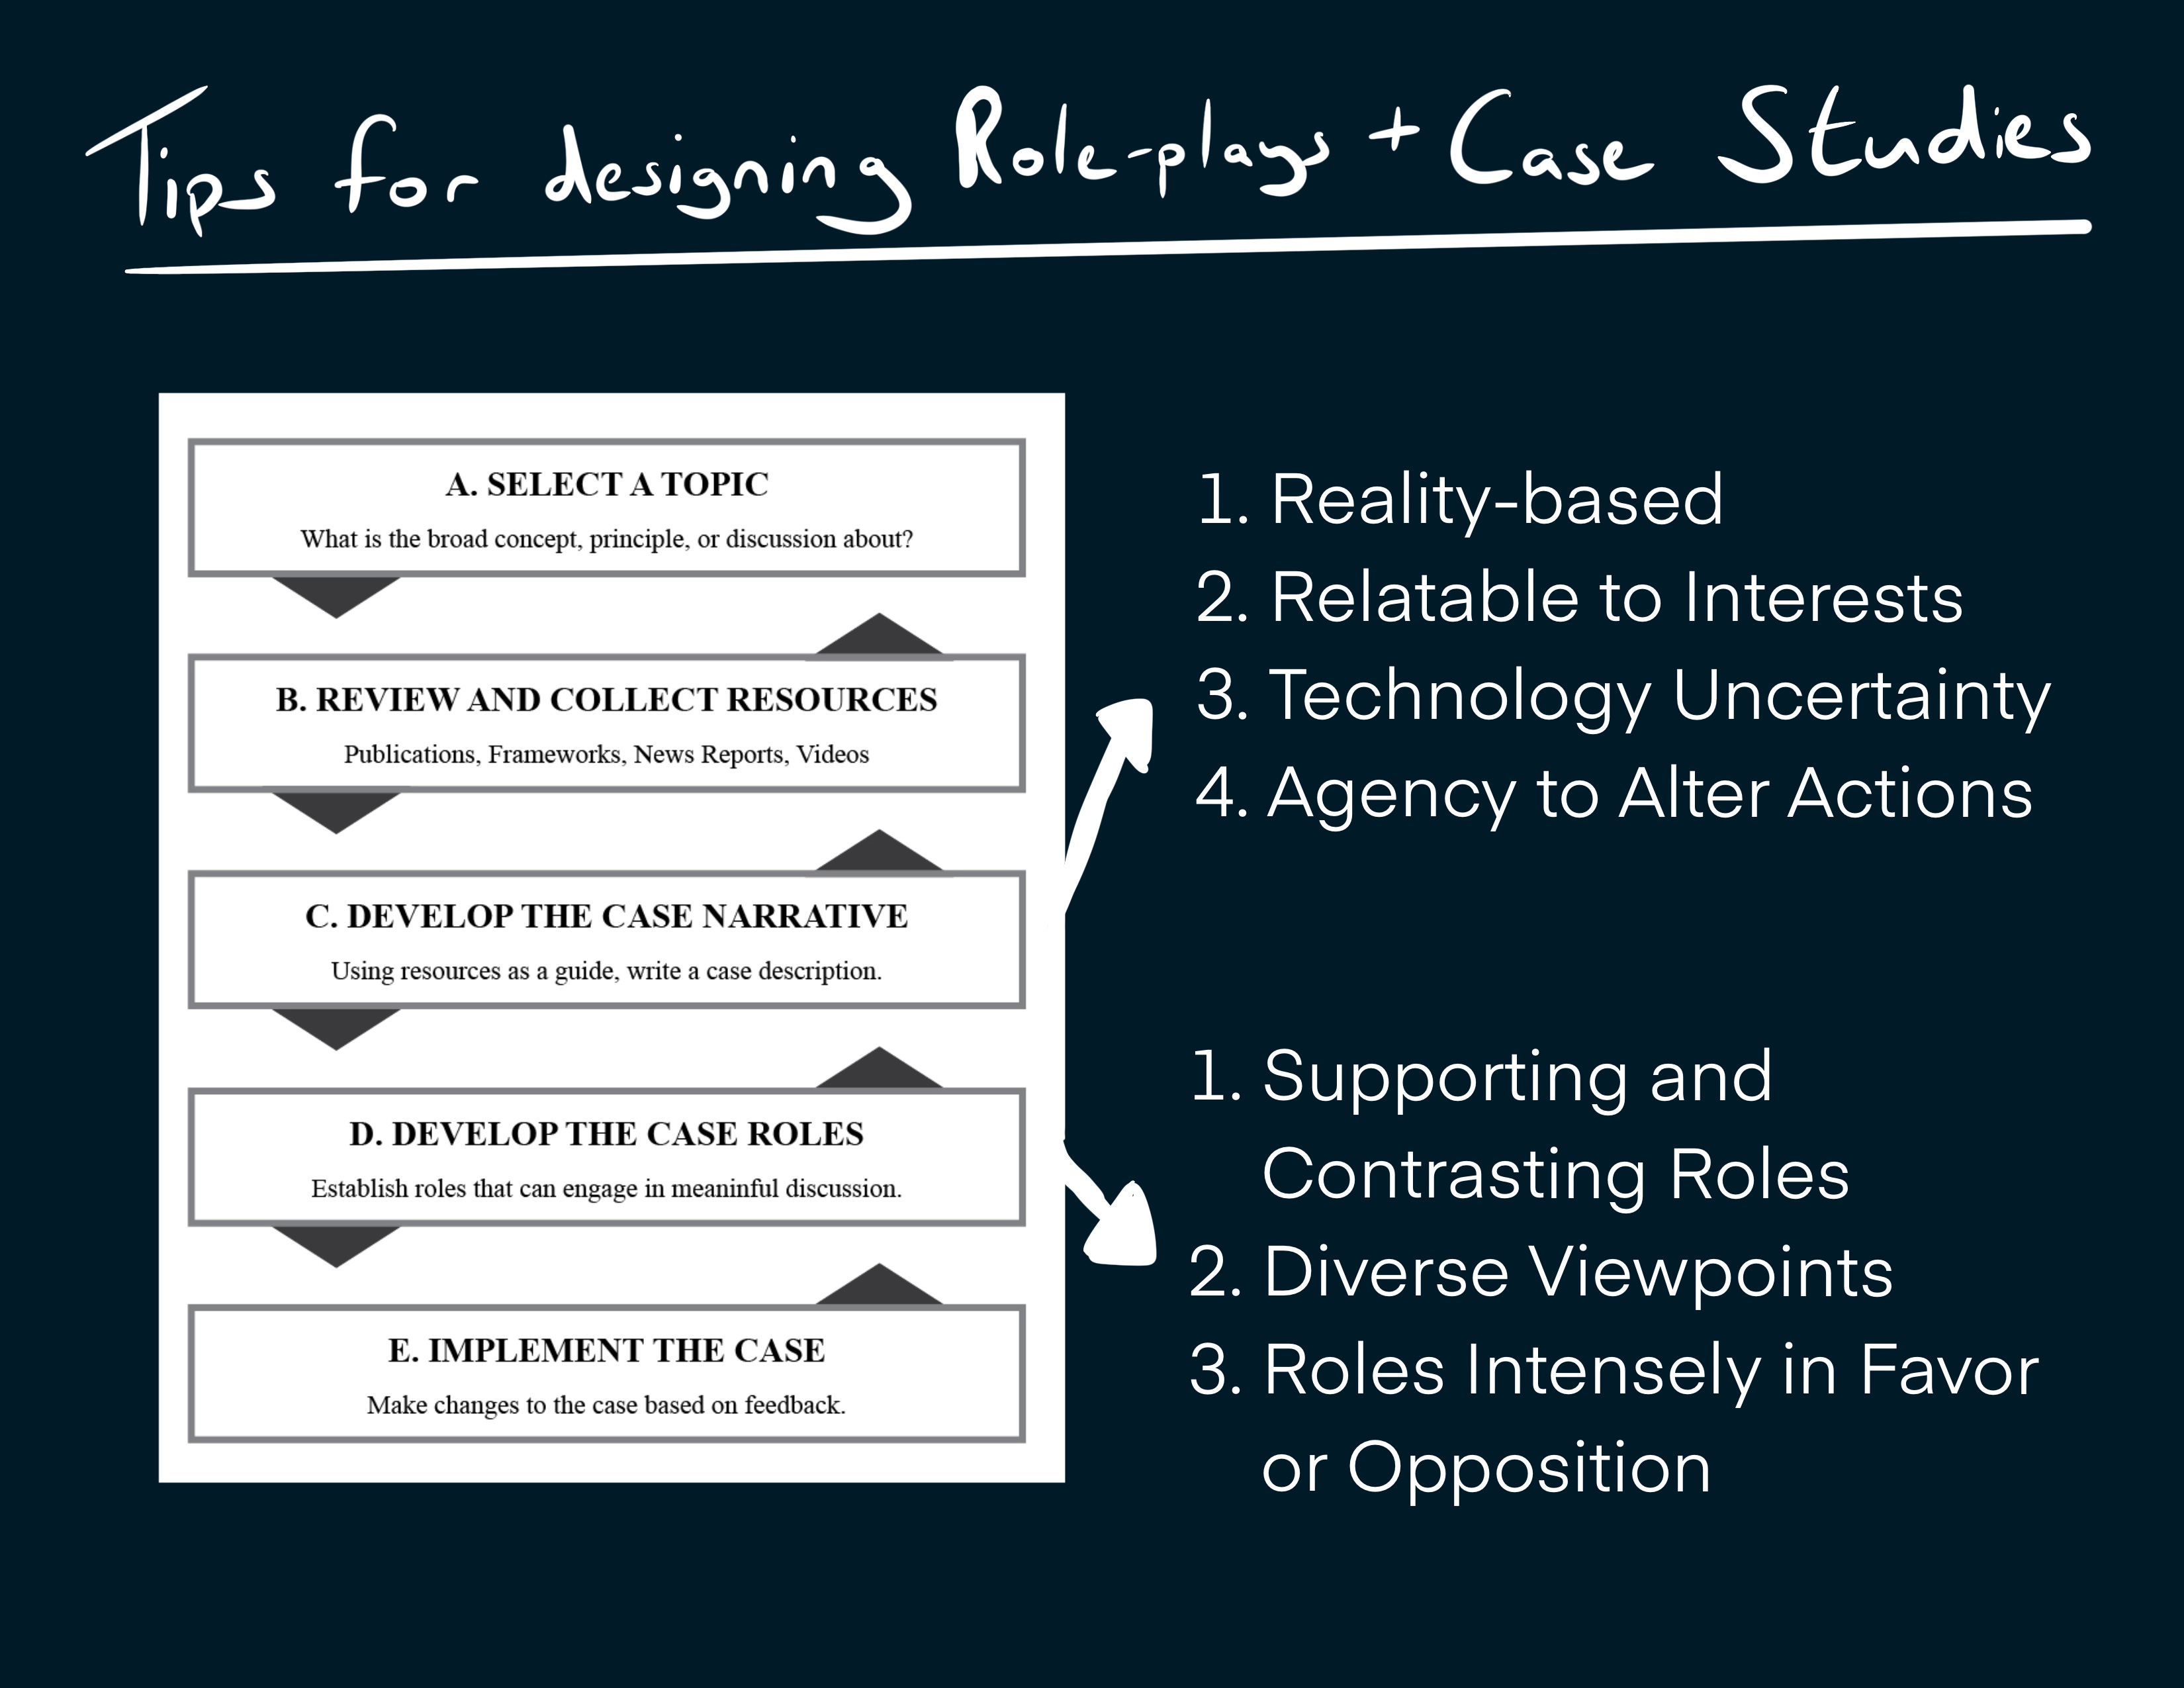 Tips for designing Role-plays + Case Studies
A. SELECT A TOPIC
What is the broad concept, principle, or discussion about?
B. REVIEW AND COLLECT RESOURCES
Publications, Frameworks, News Reports, Videos
C. DEVELOP THE CASE NARRATIVE
Using resources as a guide, write a case description.
D. DEVELOP THE CASE ROLES
Establish roles that can engage in meaninful discussion.
E. IMPLEMENT THE CASE
Make changes to the case based on feedback.
1. Reality-based
2. Relatable to Interests
3. Technology Uncertainty
4. Agency to Alter Actions
1. Supporting and
Contrasting Roles
2. Diverse Viewpoints
3. Roles Intensely in Favor
or Opposition